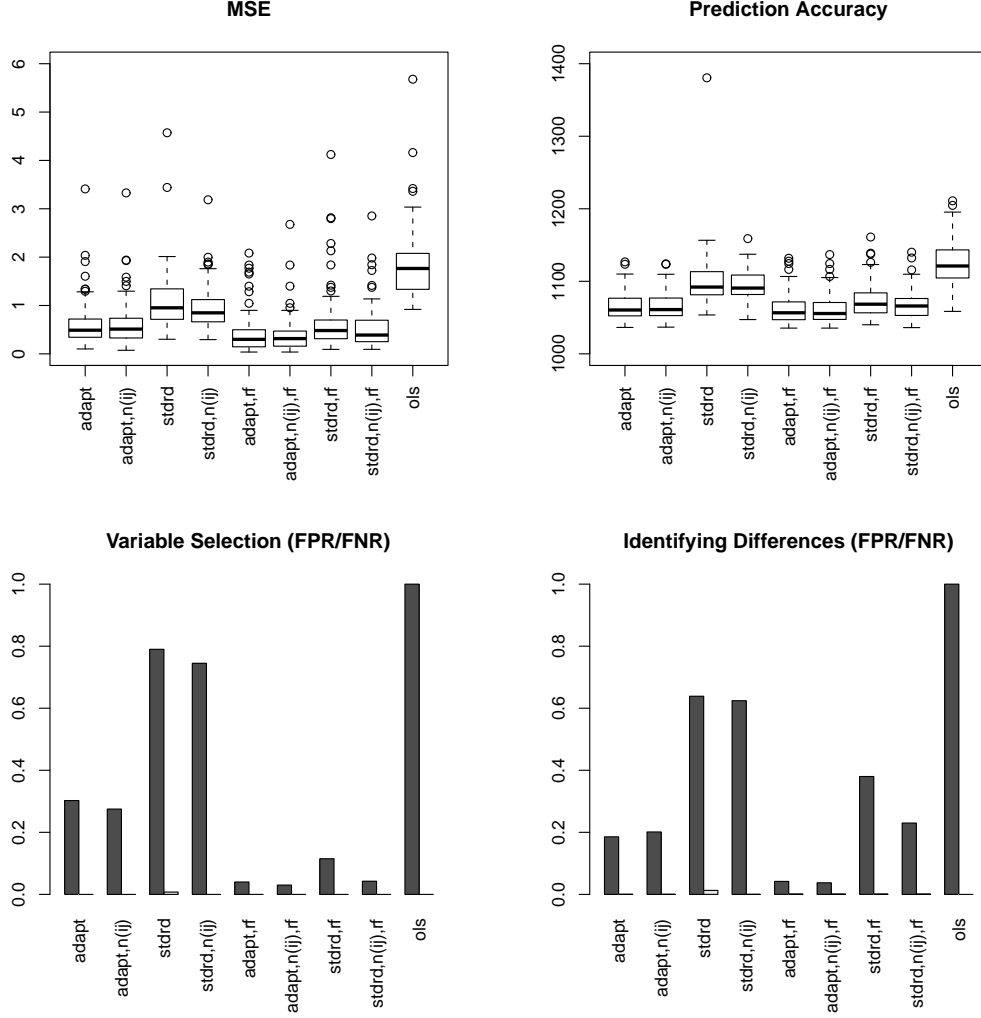 MSE
0 1 2 3 4 5 6
adapt
adapt,n(ij)
stdrd
stdrd,n(ij)
adapt,rf
adapt,n(ij),rf
stdrd,rf
stdrd,n(ij),rf
ols
Prediction Accuracy
1000 1100 1200 1300 1400
adapt
adapt,n(ij)
stdrd
stdrd,n(ij)
adapt,rf
adapt,n(ij),rf
stdrd,rf
stdrd,n(ij),rf
ols
Variable Selection (FPR/FNR)
0.0 0.2 0.4 0.6 0.8 1.0
adapt
adapt,n(ij)
stdrd
stdrd,n(ij)
adapt,rf
adapt,n(ij),rf
stdrd,rf
stdrd,n(ij),rf
ols
Identifying Differences (FPR/FNR)
0.0 0.2 0.4 0.6 0.8 1.0
adapt
adapt,n(ij)
stdrd
stdrd,n(ij)
adapt,rf
adapt,n(ij),rf
stdrd,rf
stdrd,n(ij),rf
ols